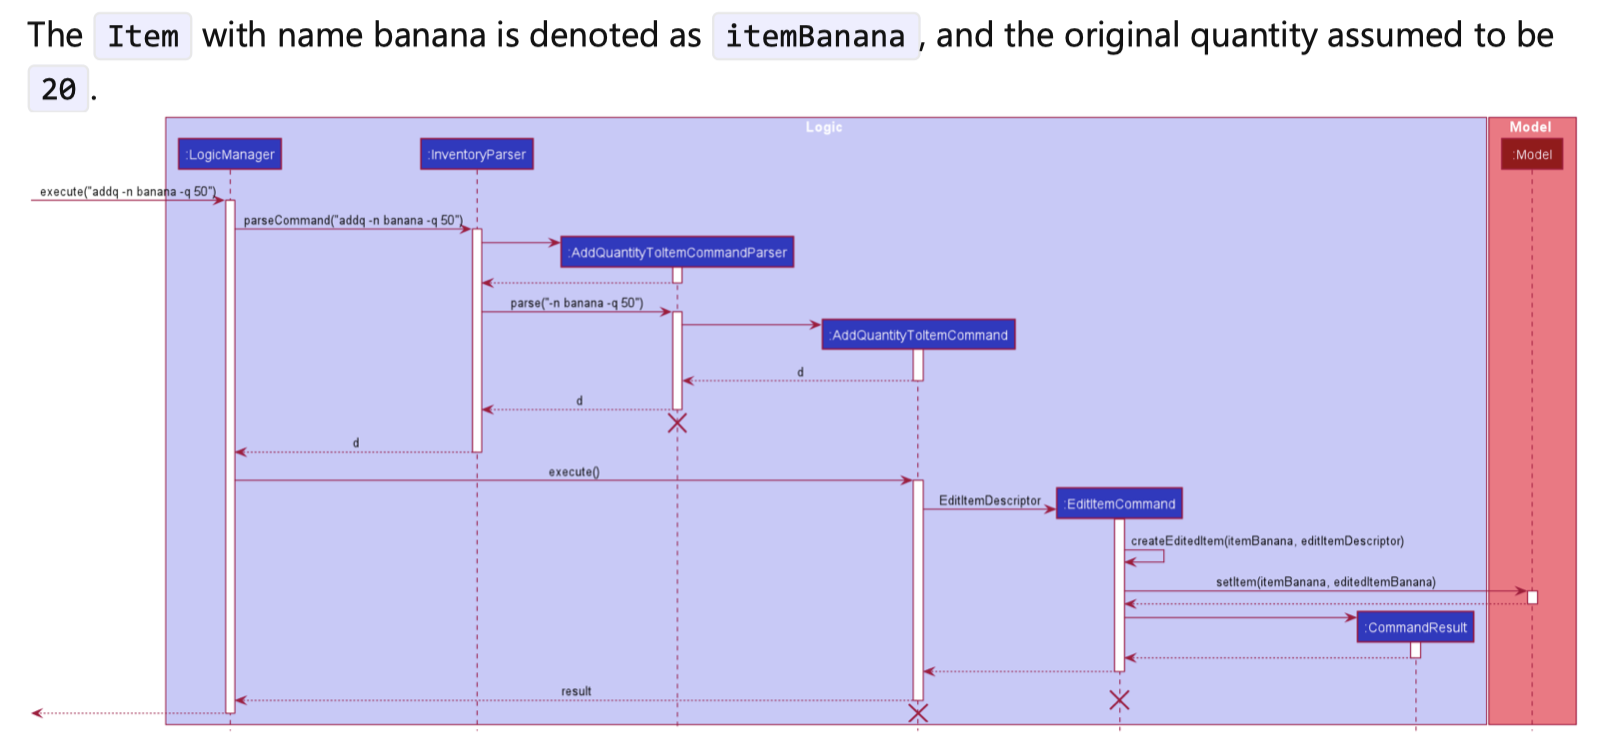 The Item with name banana is denoted as itemBanana, and the original quantity assumed to be
20.
Logic
Model
:LogicManager
:InventoryParser
:Model
execute("addq -n banana -q 50")
parseCommand("addq -n banana -q 50")
:AddQuantityToItemCommandParser
parse("-n banana -q 50")
:AddQuantityToItemCommand
d
d
d
execute()
EditItemDescriptor
:EditItemCommand
createEditedItem(itemBanana, editItemDescriptor)
setItem(itemBanana, editedItemBanana)
:CommandResult
result